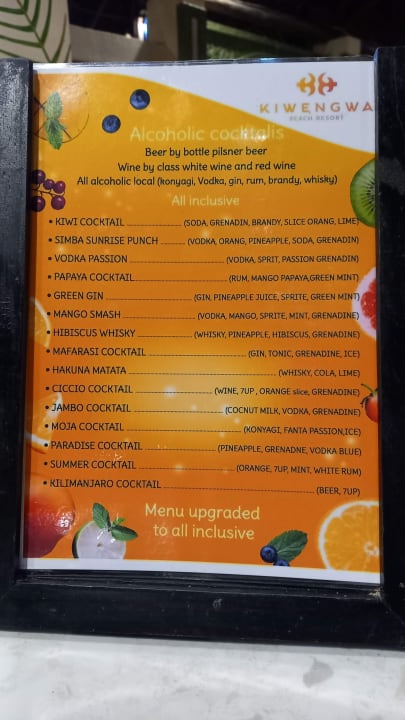 KIWENGWA
BEACH RESORT
Alcoholic cocktalis
Beer by bottle pilsner beer
Wine by class white wine and red wine
All alcoholic local (konyagi, Vodka, gin, rum, brandy, whisky)
All inclusive
• KIWI COCKTAIL (SODA, GRENADIN, BRANDY, SLICE ORANG, LIME)
• SIMBA SUNRISE PUNCH (VODKA, ORANG, PINEAPPLE, SODA, GRENADIN)
• VODKA PASSION (VODKA, SPRIT, PASSION GRENADIN)
• PAPAYA COCKTAIL (RUM, MANGO PAPAYA,GREEN MINT)
• GREEN GIN (GIN, PINEAPPLE JUICE, SPRITE, GREEN MINT)
• MANGO SMASH (VODKA, MANGO, SPRITE, MINT, GRENADINE)
• HIBISCUS WHISKY (WHISKY, PINEAPPLE, HIBISCUS, GRENADINE)
• MAFARASI COCKTAIL (GIN, TONIC, GRENADINE, ICE)
• HAKUNA MATATA (WHISKY, COLA, LIME)
• CICCIO COCKTAIL (WINE, 7UP , ORANGE slice, GRENADINE)
• JAMBO COCKTAIL (COCNUT MILK, VODKA, GRENADINE)
• MOJA COCKTAIL (KONYAGI, FANTA PASSION,ICE)
• PARADISE COCKTAIL (PINEAPPLE, GRENADNE, VODKA BLUE)
• SUMMER COCKTAIL (ORANGE, 7UP, MINT, WHITE RUM)
• KILIMANJARO COCKTAIL (BEER, 7UP)
Menu upgraded
to all inclusive